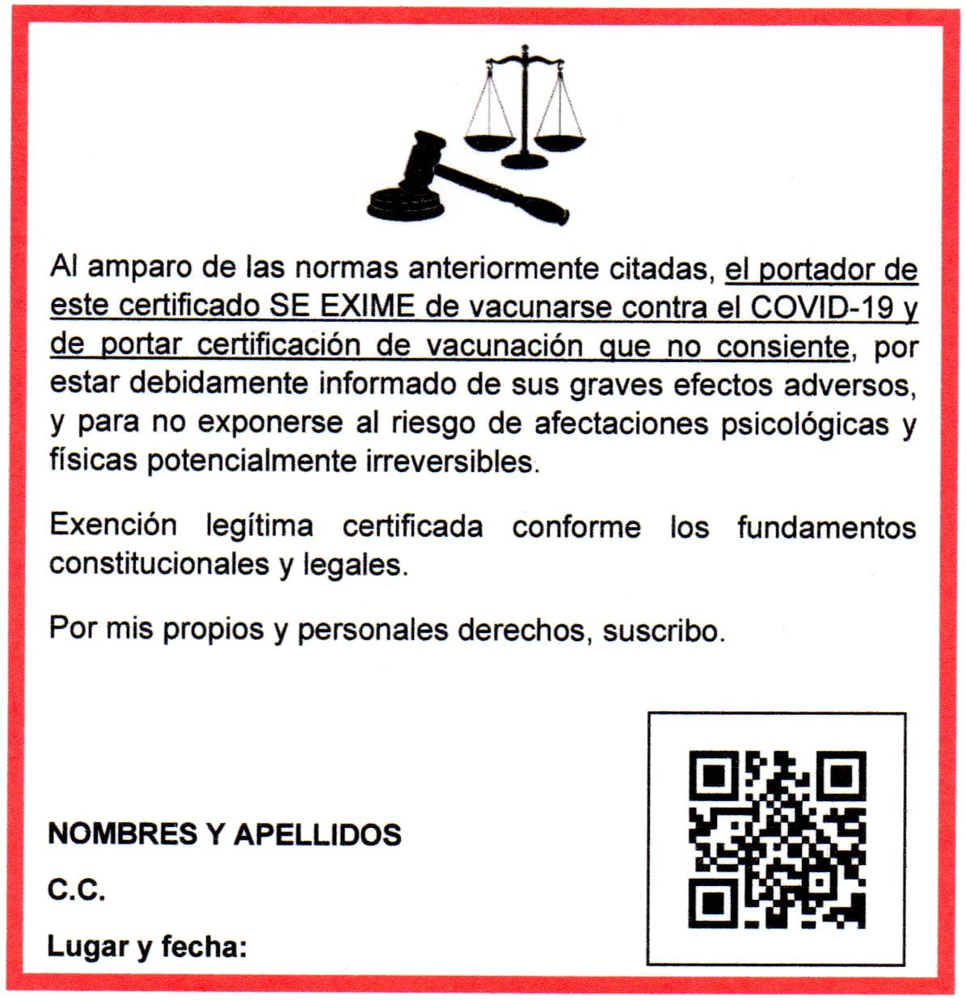 Al amparo de las normas anteriormente citadas, el portador de
este certificado SE EXIME de vacunarse contra el COVID-19 y
de portar certificación de vacunación que no consiente, por
estar debidamente informado de sus graves efectos adversos,
y para no exponerse al riesgo de afectaciones psicológicas y
físicas potencialmente irreversibles.
Exención legítima certificada conforme los fundamentos
constitucionales y legales.
Por mis propios y personales derechos, suscribo.
NOMBRES Y APELLIDOS
C.C.
Lugar y fecha: